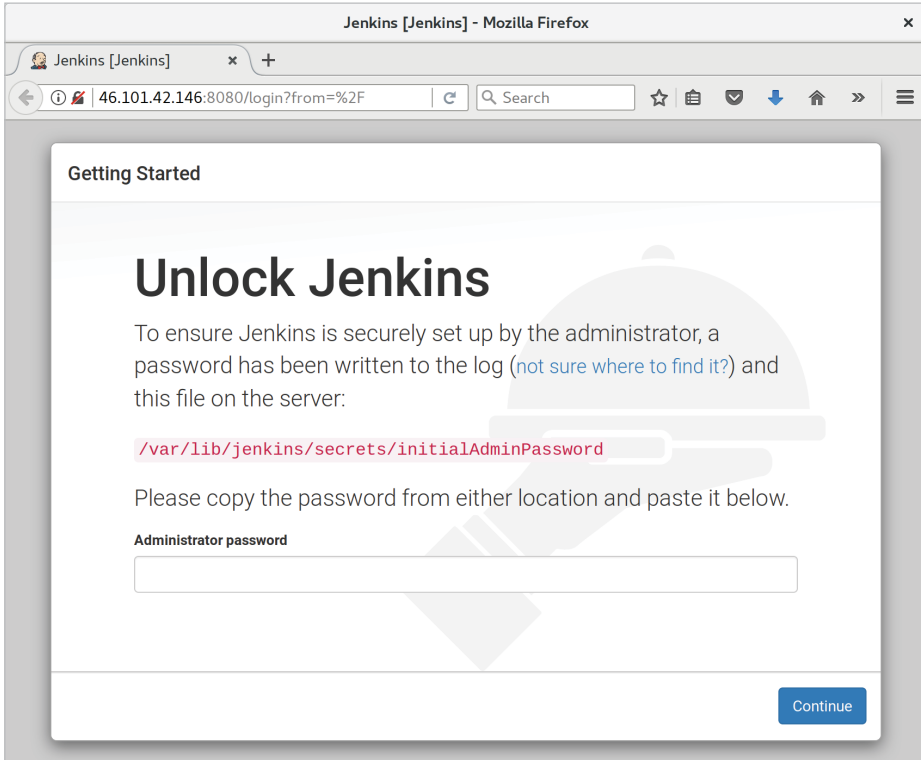 Jenkins [Jenkins] - Mozilla Firefox
Jenkins [Jenkins]
46.101.42.146:8080/login?from=%2F
Search
Getting Started
Unlock Jenkins
To ensure Jenkins is securely set up by the administrator, a
password has been written to the log (not sure where to find it?) and
this file on the server:
/var/lib/jenkins/secrets/initialAdminPassword
Please copy the password from either location and paste it below.
Administrator password
Continue